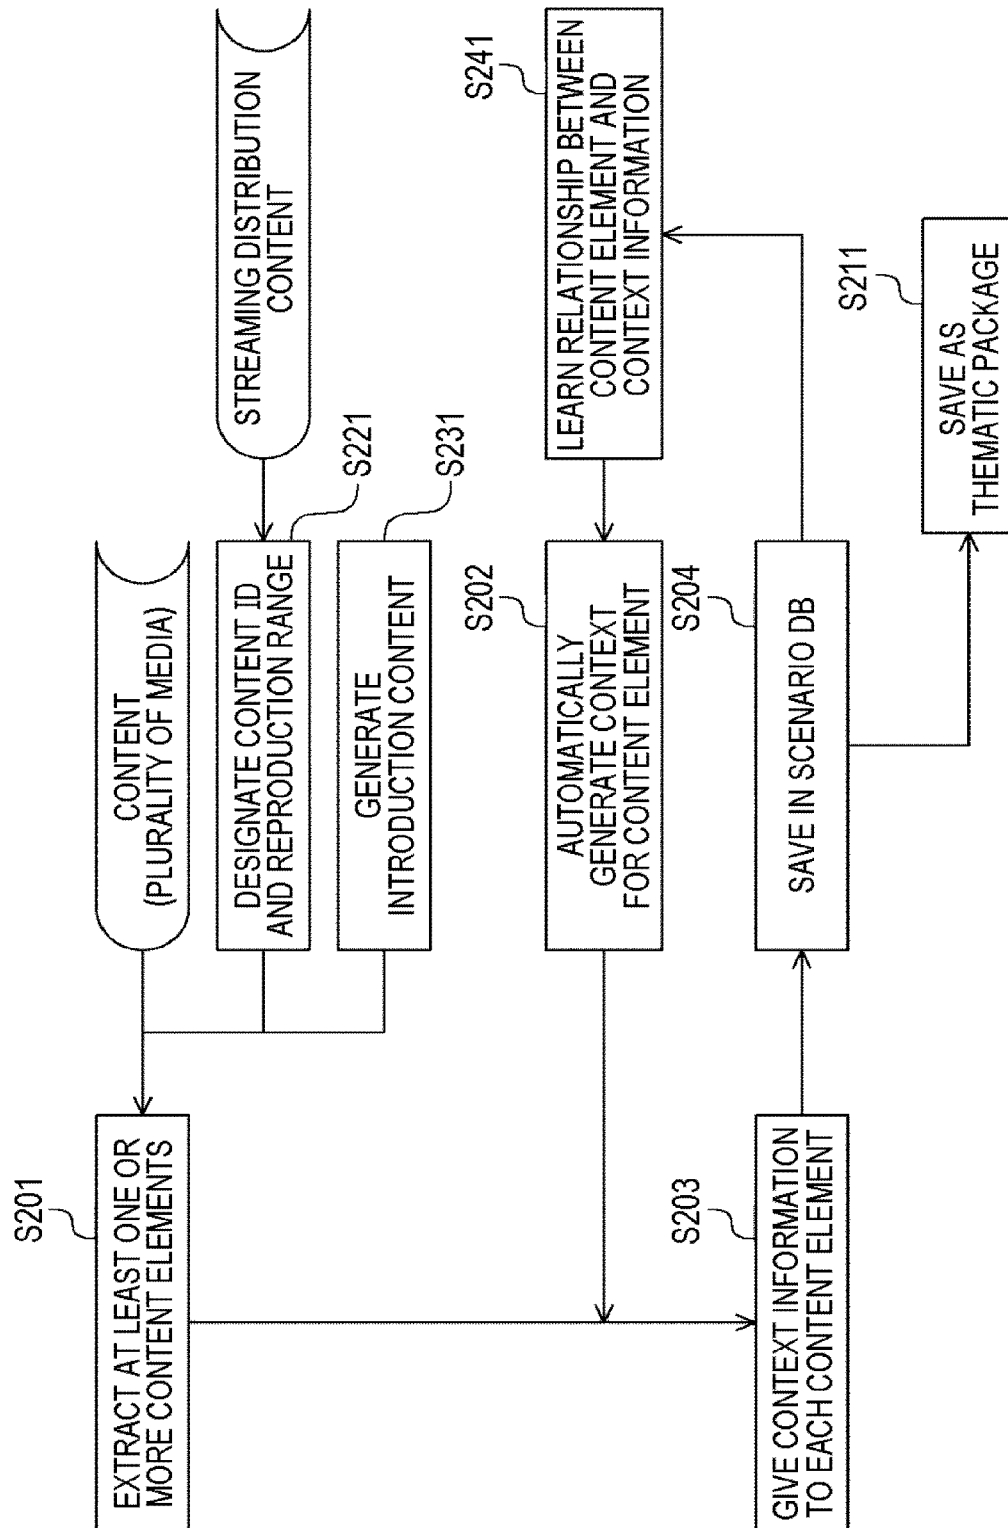 CONTENT
(PLURALITY OF MEDIA)
STREAMING DISTRIBUTION
CONTENT
S201
EXTRACT AT LEAST ONE OR
MORE CONTENT ELEMENTS
S221
DESIGNATE CONTENT ID
AND REPRODUCTION RANGE
S231
GENERATE
INTRODUCTION CONTENT
S202
AUTOMATICALLY
GENERATE CONTEXT
FOR CONTENT ELEMENT
S241
LEARN RELATIONSHIP BETWEEN
CONTENT ELEMENT AND
CONTEXT INFORMATION
S203
GIVE CONTEXT INFORMATION
TO EACH CONTENT ELEMENT
S204
SAVE IN SCENARIO DB
S211
SAVE AS
THEMATIC PACKAGE